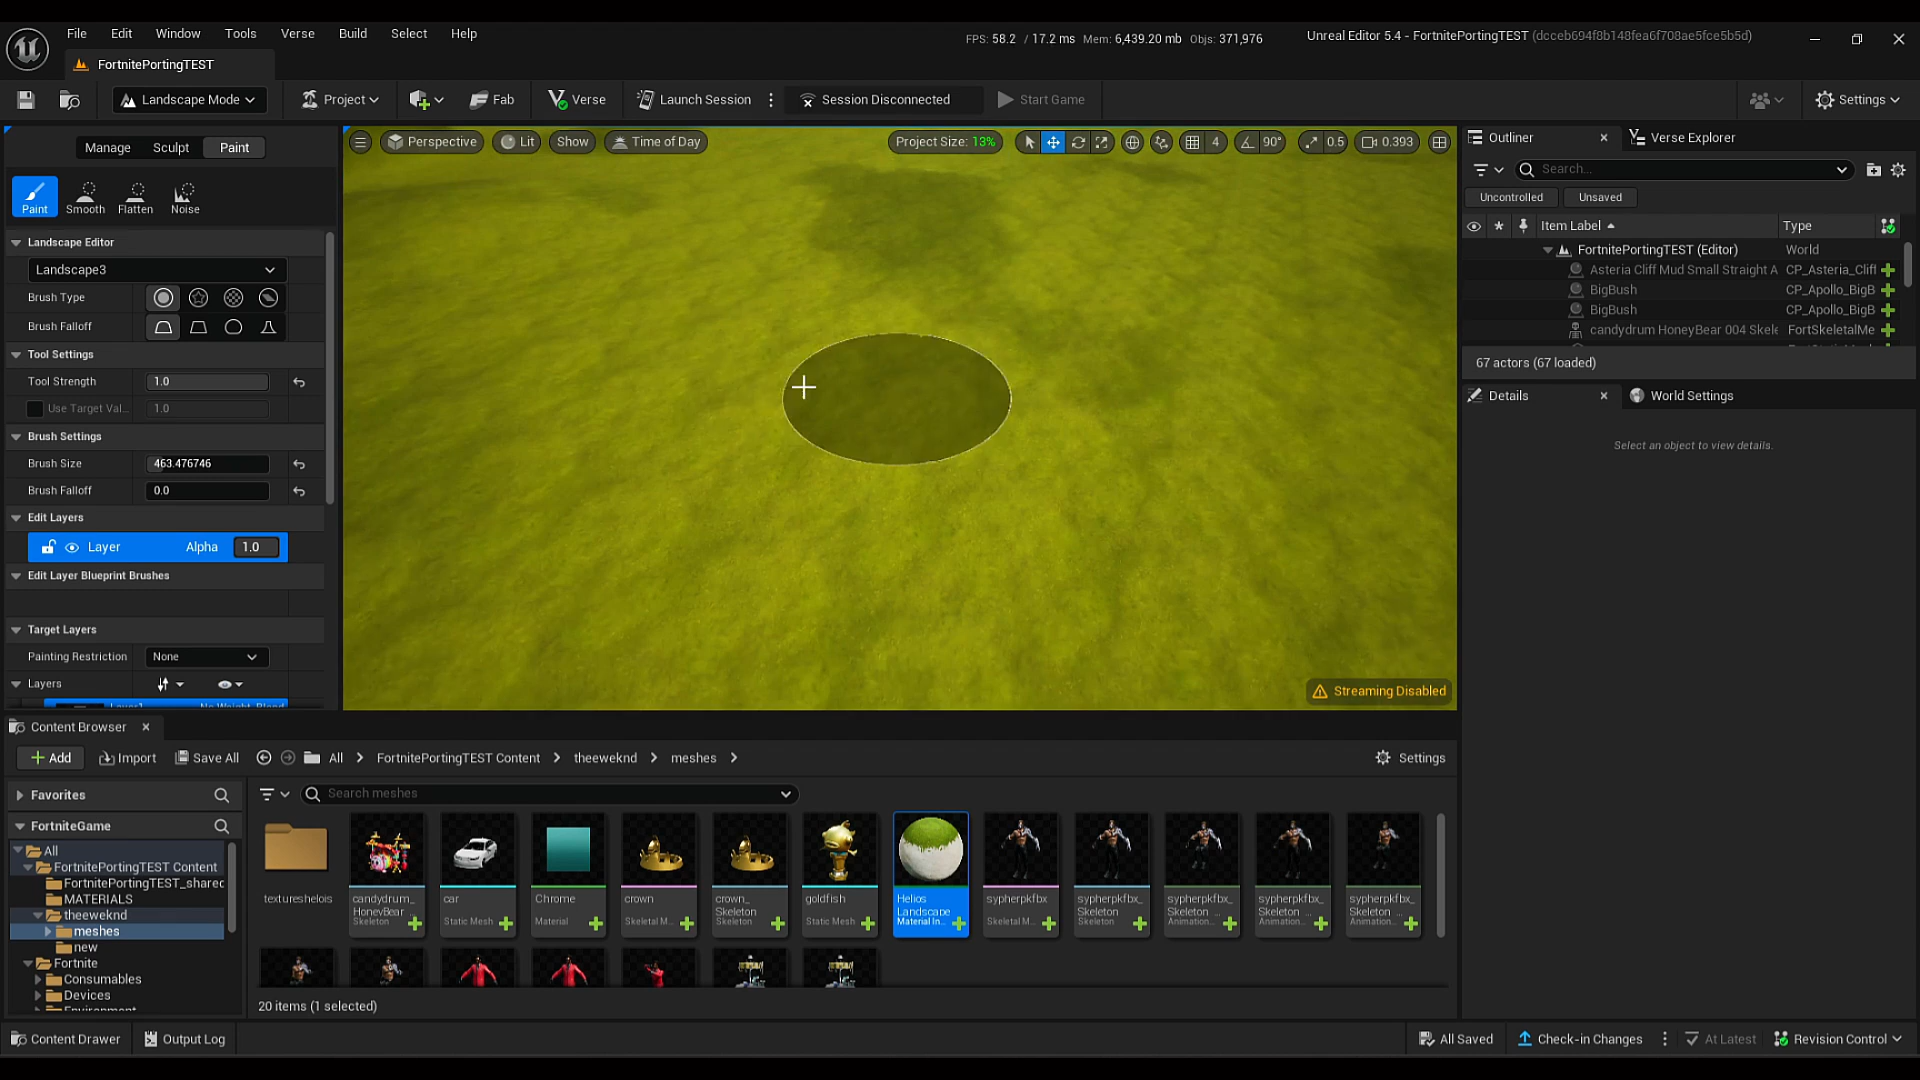 File Edit Window Tools Verse Build Select Help
FPS: 58.2 / 17.2 ms Mem: 6,439.20 mb Objs: 371,976
Unreal Editor 5.4 - FortnitePortingTEST (dcceb694f8b148fea6f708ae5fce5b5d)
FortnitePortingTEST
Landscape Mode Project Fab Verse Launch Session Session Disconnected Start Game Settings
Manage Sculpt Paint
Paint Smooth Flatten Noise
Landscape Editor
Landscape3
Brush Type
Brush Falloff
Tool Settings
Tool Strength 1.0
Use Target Val... 1.0
Brush Settings
Brush Size 463.476746
Brush Falloff 0.0
Edit Layers
Layer Alpha 1.0
Edit Layer Blueprint Brushes
Target Layers
Painting Restriction None
Layers
Layer1 No Weight-Blend
Perspective Lit Show Time of Day Project Size: 13% 4 90° 0.5 0.393
Streaming Disabled
Outliner Verse Explorer
Search...
Uncontrolled Unsaved
Item Label Type
FortnitePortingTEST (Editor) World
Asteria Cliff Mud Small Straight A CP_Asteria_Cliff
BigBush CP_Apollo_BigB
BigBush CP_Apollo_BigB
candydrum HoneyBear 004 Skele FortSkeletalMe
67 actors (67 loaded)
Details World Settings
Select an object to view details.
Content Browser
Add Import Save All All FortnitePortingTEST Content theeweknd meshes Settings
Favorites
Search meshes
FortniteGame
All
FortnitePortingTEST Content
FortnitePortingTEST_shared
MATERIALS
theeweknd
meshes
new
Fortnite
Consumables
Devices
Environment
textureshelois
candydrum_
HoneyBear
Skeleton
car
Static Mesh
Chrome
Material
crown
Skeletal M...
crown_
Skeleton
Skeleton
goldfish
Static Mesh
Helios
Landscape
Material In...
sypherpkfbx
Skeletal M...
sypherpkfbx_
Skeleton
Skeleton
sypherpkfbx_
Skeleton
Animation...
sypherpkfbx_
Skeleton
Animation...
sypherpkfbx_
Skeleton
Animation...
20 items (1 selected)
Content Drawer Output Log All Saved Check-in Changes At Latest Revision Control